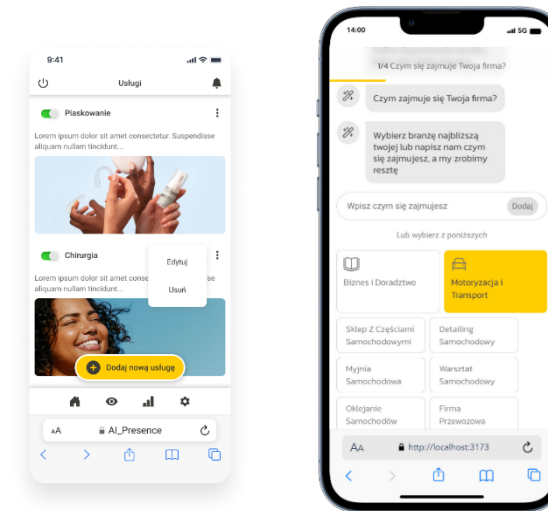 9:41
Usługi
Piaskowanie
Lorem ipsum dolor sit amet consectetur. Suspendisse
aliquam nullam tincidunt...
Chirurgia
Edytuj
Lorem ipsum dolor sit amet conse
se
aliquam nullam tincidunt...
Usuń
Dodaj nową usługę
AA
AI_Presence
14:00
5G
1/4 Czym się zajmuje Twoja firma?
Czym zajmuje się Twoja firma?
Wybierz branżę najbliższą
twojej lub napisz nam czym
się zajmujesz, a my zrobimy
resztę
Wpisz czym się zajmujesz
Dodaj
Lub wybierz z poniższych
Biznes i Doradztwo
Motoryzacja i
Transport
Sklep Z Częściami
Samochodowymi
Detailing
Samochodowy
Myjnia
Samochodowa
Warsztat
Samochodowy
Oklejanie
Samochodów
Firma
Przewozowa
AA
http://localhost:3173